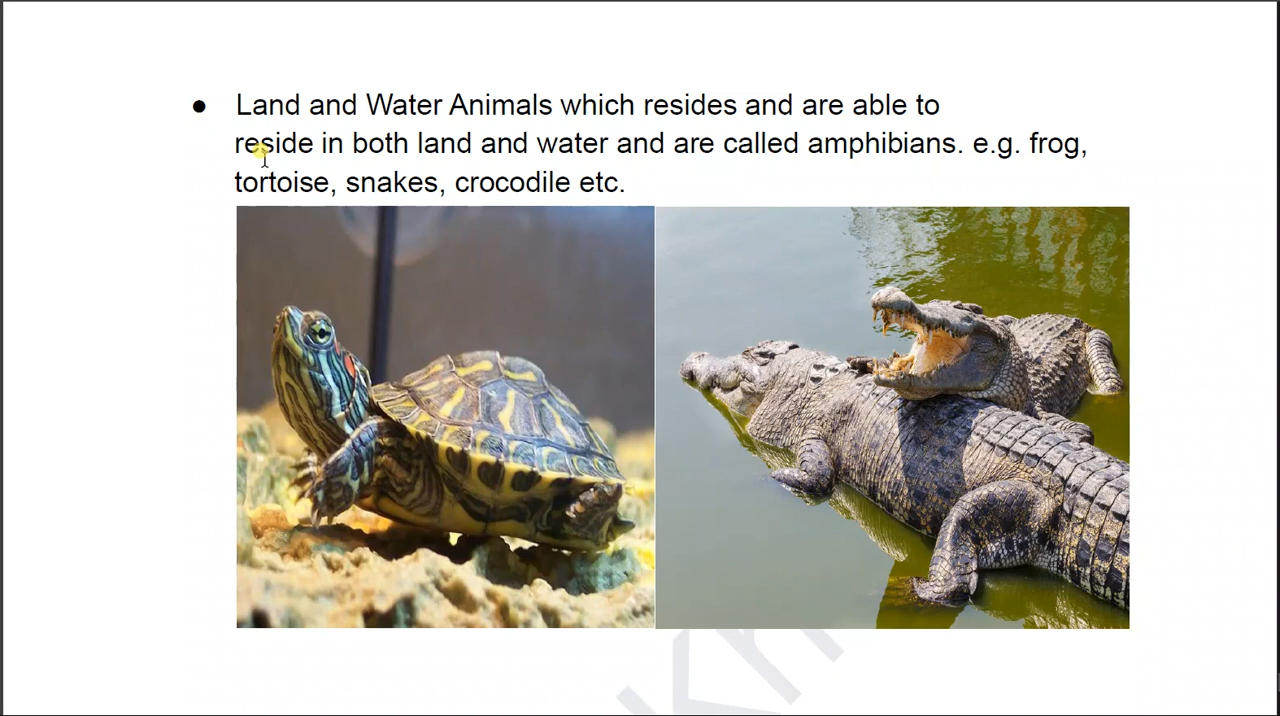 ● Land and Water Animals which resides and are able to
reside in both land and water and are called amphibians. e.g. frog,
tortoise, snakes, crocodile etc.